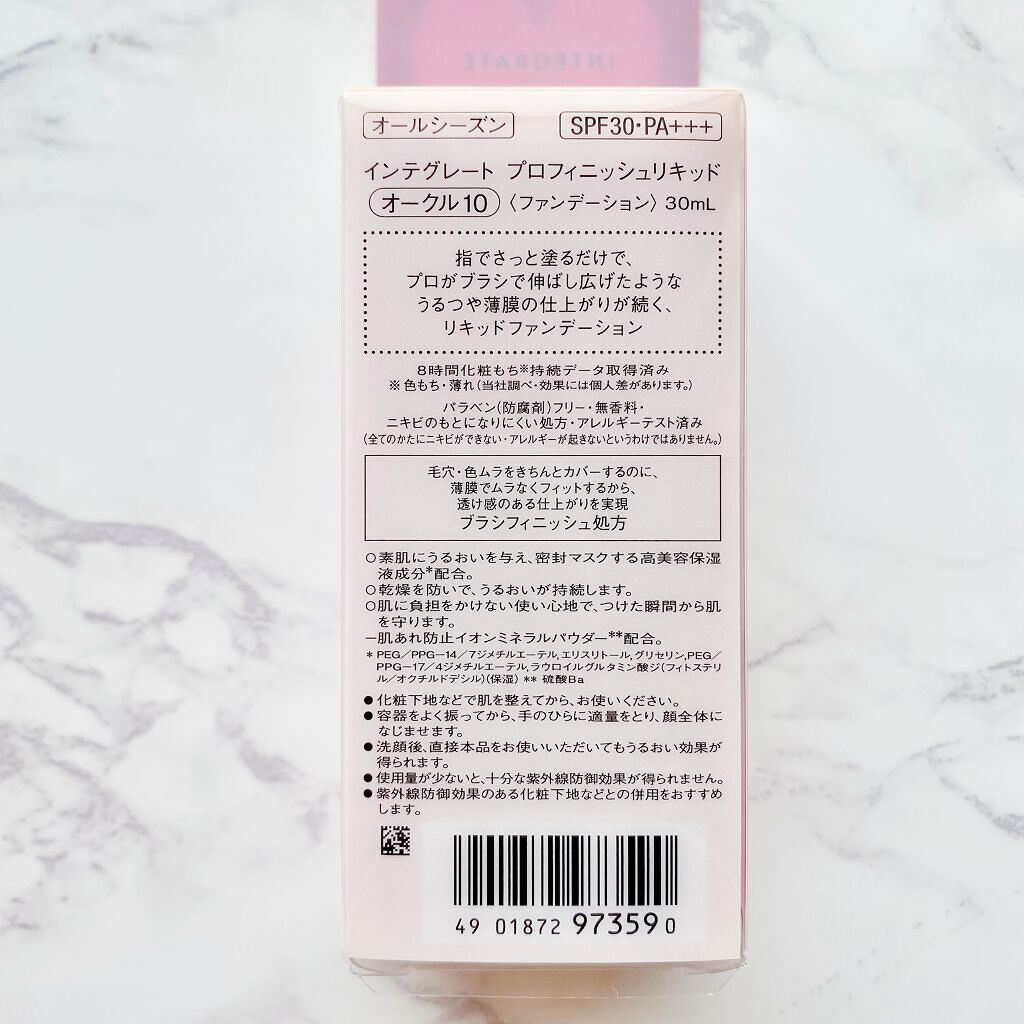 INTEGRATE
オールシーズン SPF30・PA+++
インテグレート プロフィニッシュリキッド
オークル10 〈ファンデーション〉 30mL
指でさっと塗るだけで、
プロがブラシで伸ばし広げたような
うるつや薄膜の仕上がりが続く、
リキッドファンデーション
8時間化粧もち※持続データ取得済み
※ 色もち・薄れ(当社調べ・効果には個人差があります。)
パラベン(防腐剤)フリー・無香料・
ニキビのもとになりにくい処方・アレルギーテスト済み
(全てのかたにニキビができない・アレルギーが起きないというわけではありません。)
毛穴・色ムラをきちんとカバーするのに、
薄膜でムラなくフィットするから、
透け感のある仕上がりを実現
ブラシフィニッシュ処方
○素肌にうるおいを与え、密封マスクする高美容保湿
液成分*配合。
○乾燥を防いで、うるおいが持続します。
○肌に負担をかけない使い心地で、つけた瞬間から肌
を守ります。
−肌あれ防止イオンミネラルパウダー**配合。
* PEG/PPG−14/7ジメチルエーテル,エリスリトール,グリセリン,PEG/
PPG−17/4ジメチルエーテル,ラウロイルグルタミン酸ジ(フィトステリ
ル/オクチルドデシル)(保湿) ** 硫酸Ba
●化粧下地などで肌を整えてから、お使いください。
●容器をよく振ってから、手のひらに適量をとり、顔全体に
なじませます。
●洗顔後、直接本品をお使いいただいてもうるおい効果が
得られます。
●使用量が少ないと、十分な紫外線防御効果が得られません。
●紫外線防御効果のある化粧下地などとの併用をおすすめ
します。
49 01872 97359 0